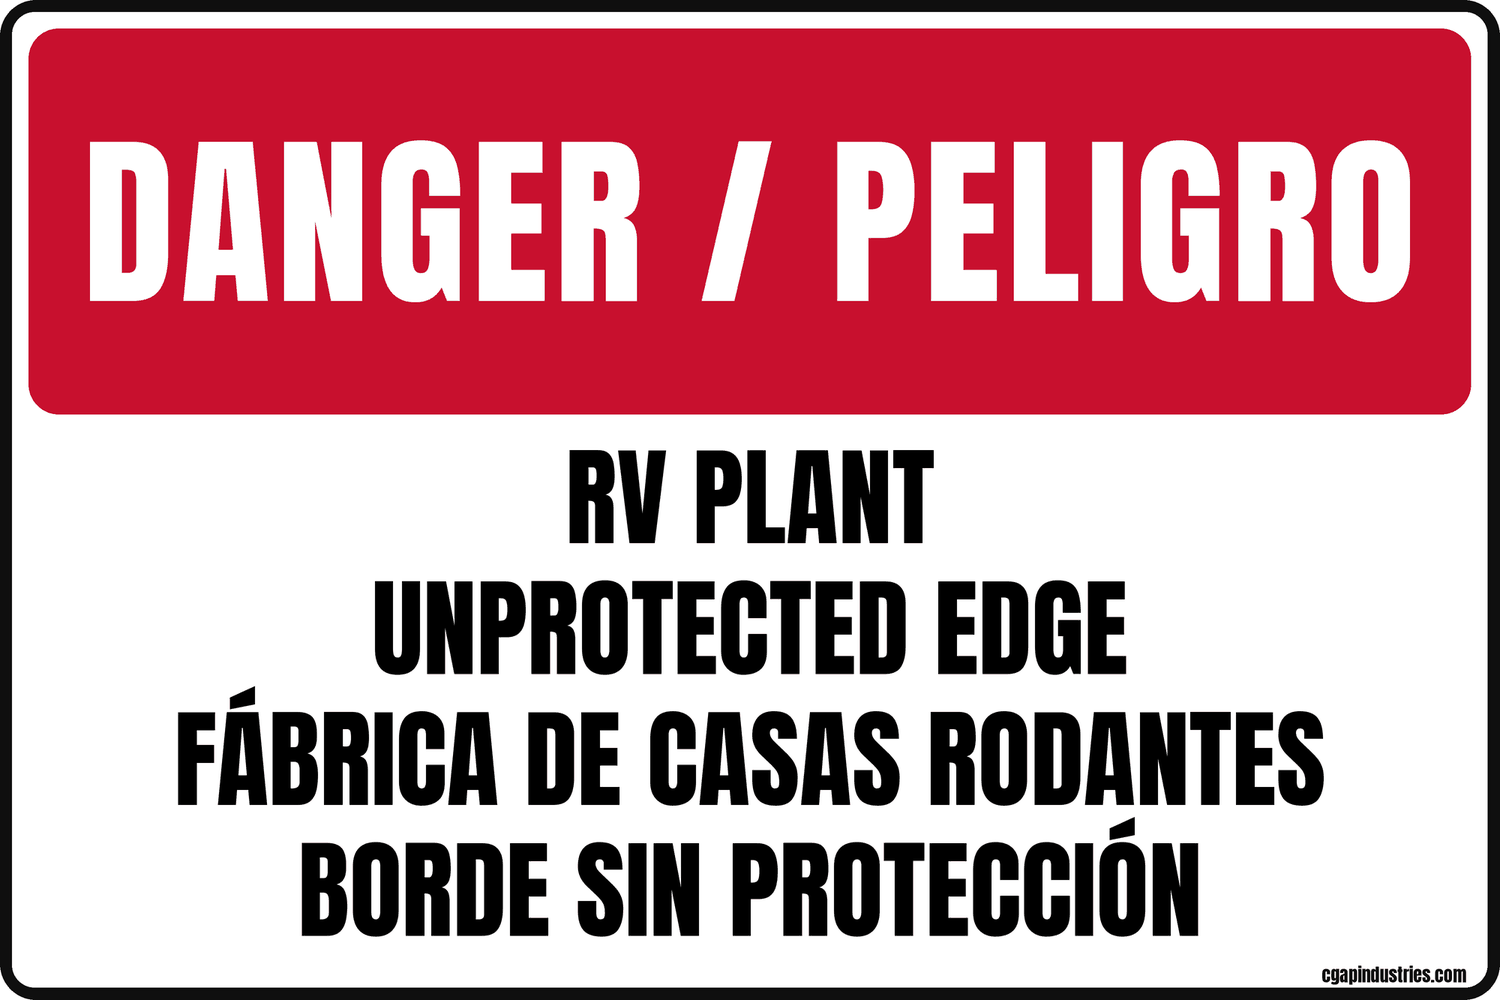 DANGER / PELIGRO
RV PLANT
UNPROTECTED EDGE
FÁBRICA DE CASAS RODANTES
BORDE SIN PROTECCIÓN
cgapindustries.com